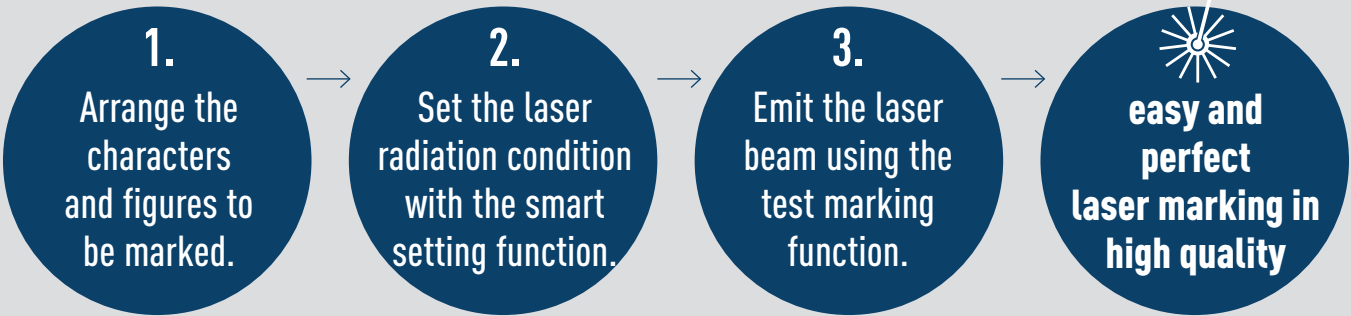 1.
Arrange the
characters
and figures to
be marked.
2.
Set the laser
radiation condition
with the smart
setting function.
3.
Emit the laser
beam using the
test marking
function.
easy and
perfect
laser marking in
high quality